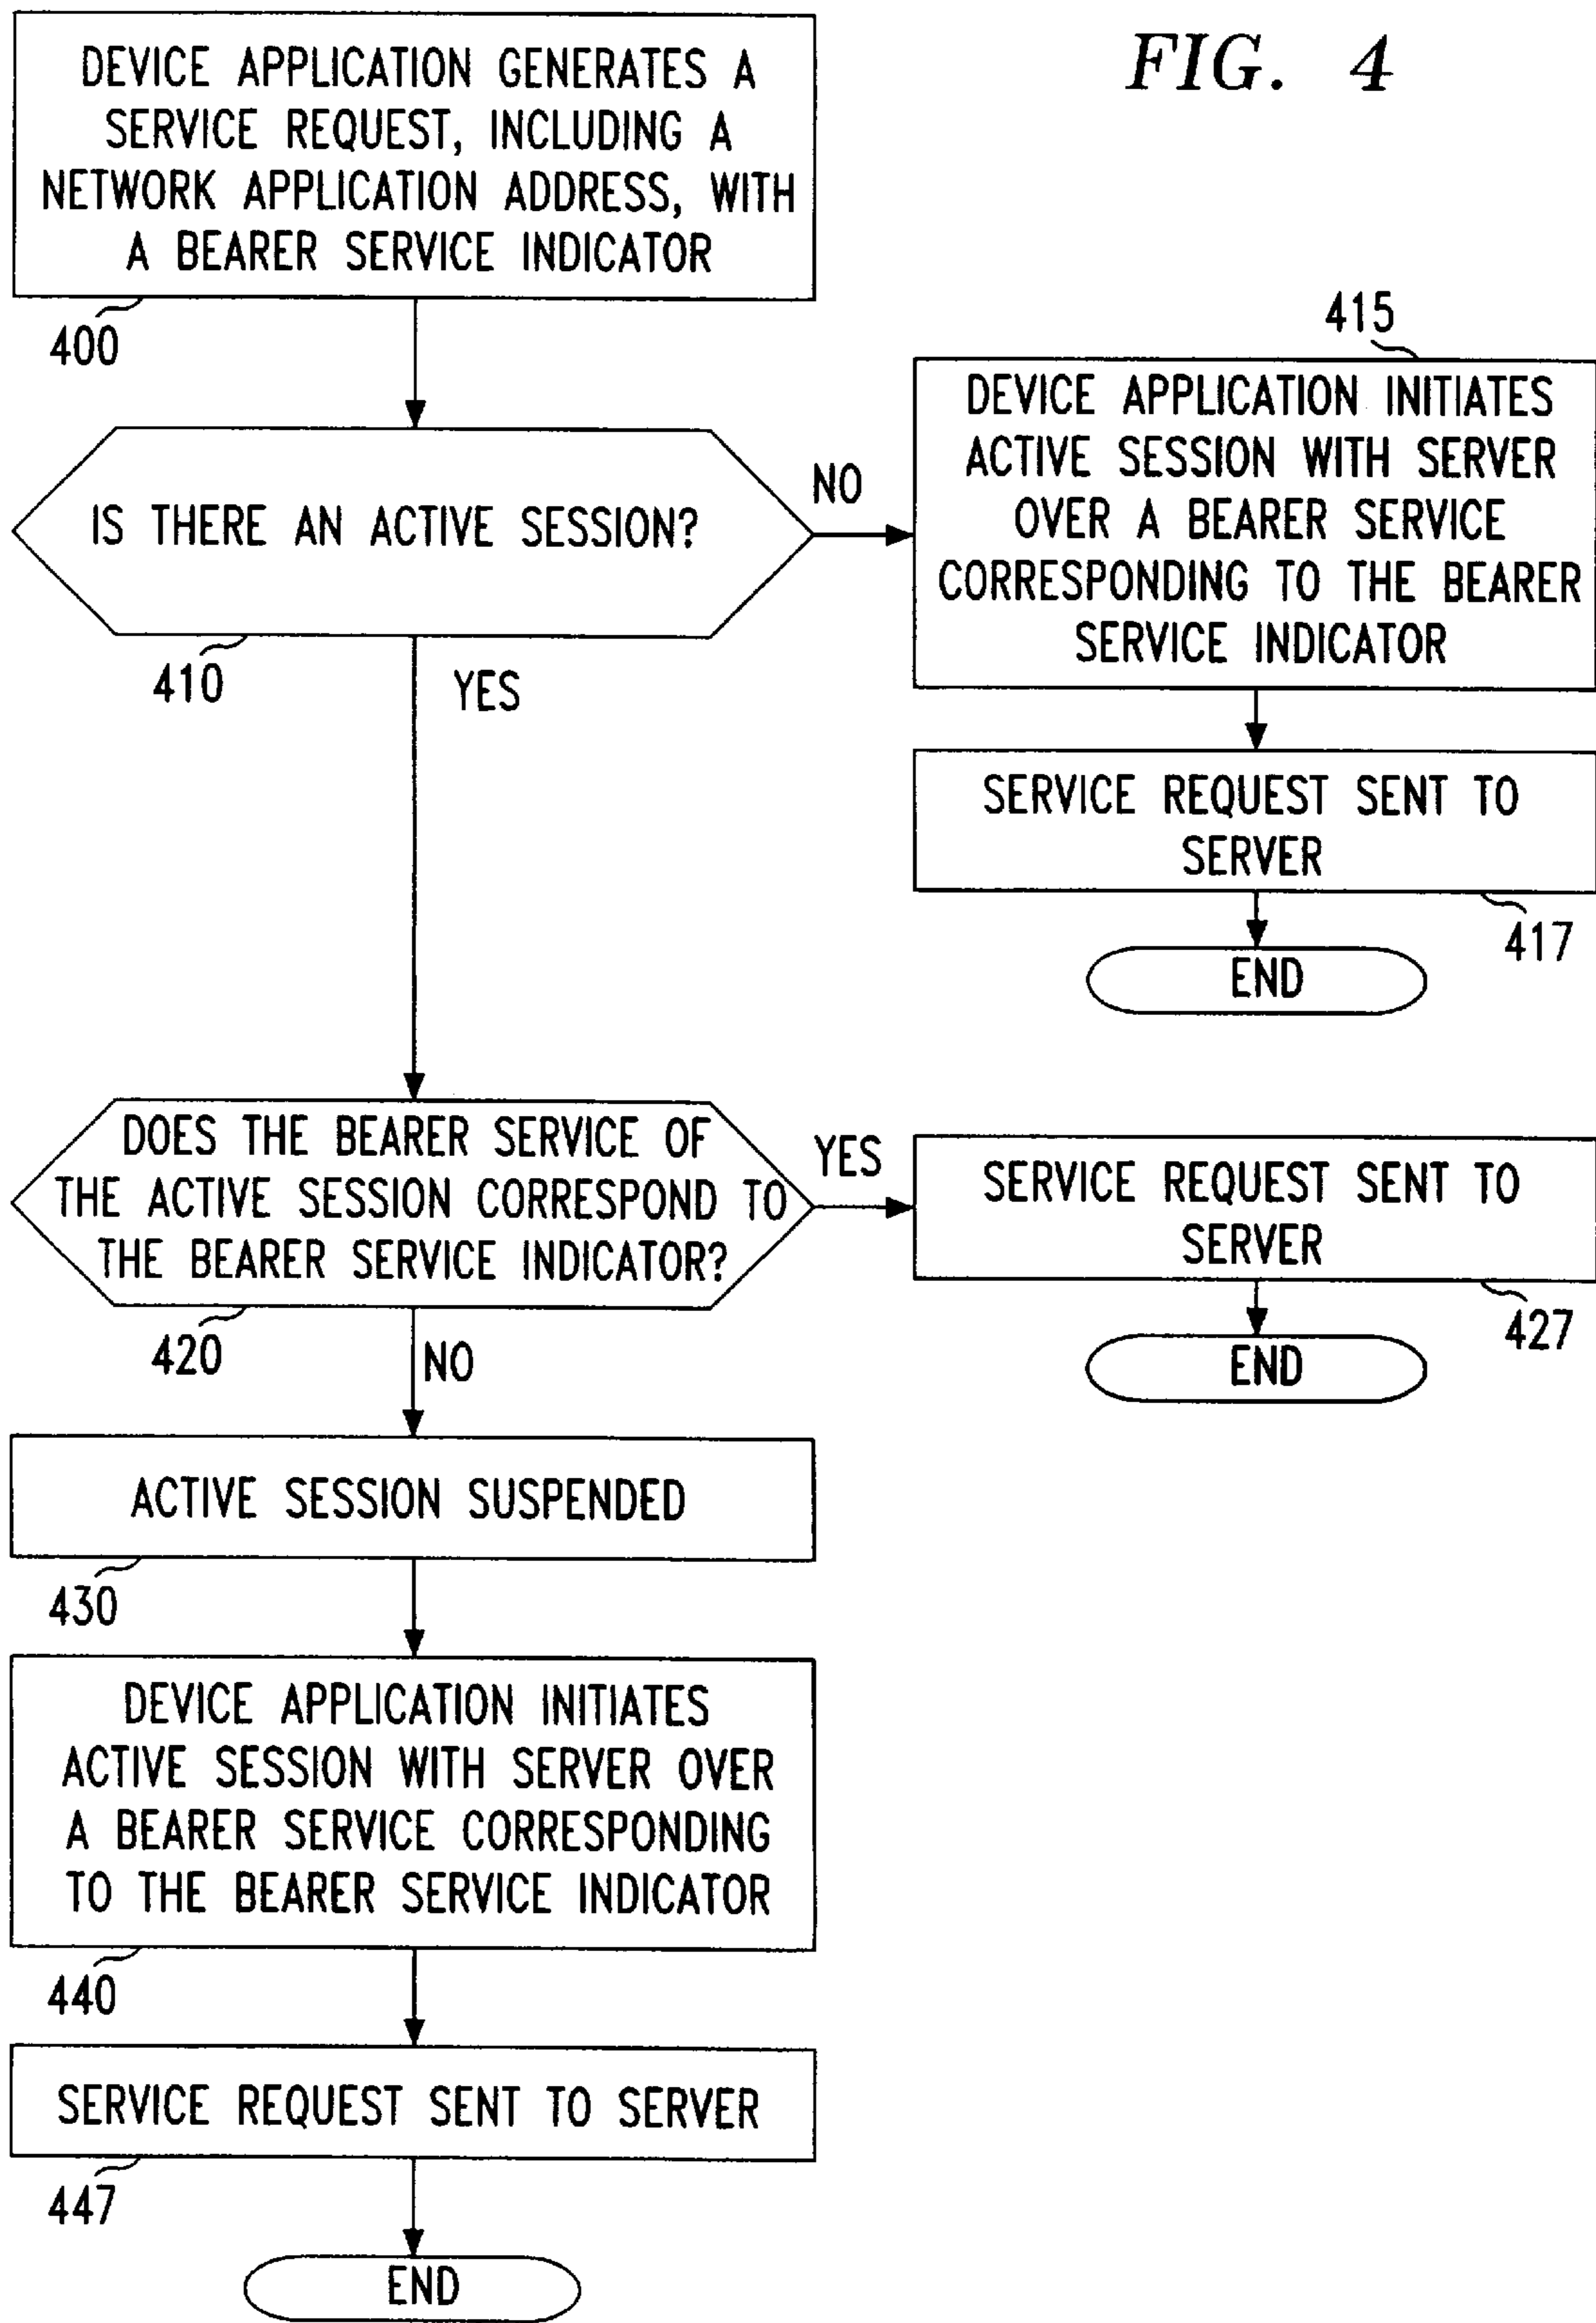 FIG. 4
DEVICE APPLICATION GENERATES A
SERVICE REQUEST, INCLUDING A
NETWORK APPLICATION ADDRESS, WITH
A BEARER SERVICE INDICATOR
400
IS THERE AN ACTIVE SESSION?
410
NO
YES
415
DEVICE APPLICATION INITIATES
ACTIVE SESSION WITH SERVER
OVER A BEARER SERVICE
CORRESPONDING TO THE BEARER
SERVICE INDICATOR
SERVICE REQUEST SENT TO
SERVER
417
END
DOES THE BEARER SERVICE OF
THE ACTIVE SESSION CORRESPOND TO
THE BEARER SERVICE INDICATOR?
420
YES
NO
SERVICE REQUEST SENT TO
SERVER
427
END
ACTIVE SESSION SUSPENDED
430
DEVICE APPLICATION INITIATES
ACTIVE SESSION WITH SERVER OVER
A BEARER SERVICE CORRESPONDING
TO THE BEARER SERVICE INDICATOR
440
SERVICE REQUEST SENT TO SERVER
447
END